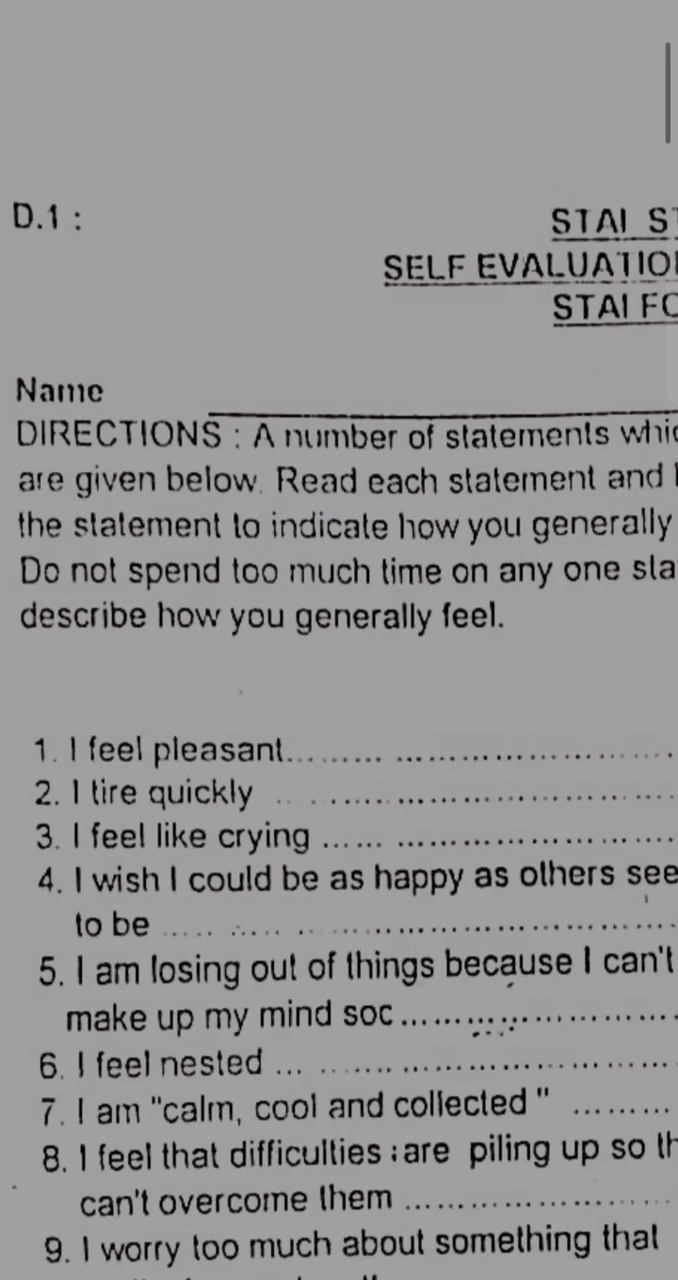 D.1 :
STAI ST
SELF EVALUATIO
STAI FO
Name
DIRECTIONS : A number of statements whic
are given below. Read each statement and
the statement to indicate how you generally
Do not spend too much time on any one sta
describe how you generally feel.
1. I feel pleasant.........................................
2. I tire quickly .......................................
3. I feel like crying ...... ...........................
4. I wish I could be as happy as others see
to be ..... ..... ................................
5. I am losing out of things because I can't
make up my mind soc ...............................
6. I feel nested ... ..................................
7. I am "calm, cool and collected " .........
8. I feel that difficulties :are piling up so th
can't overcome them ........................
9. I worry too much about something that